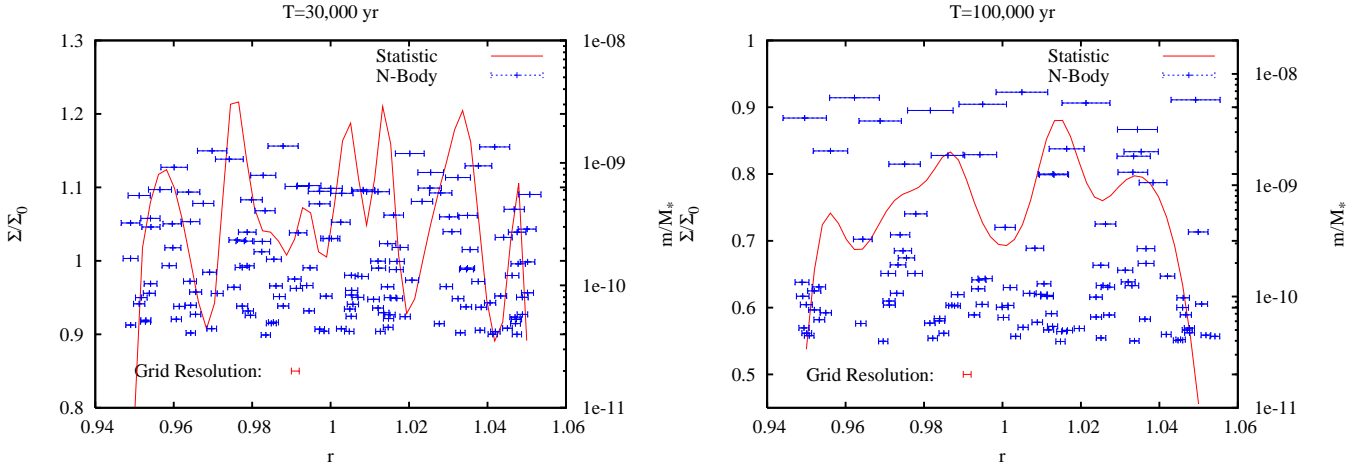 T=30,000 yr
1.3
1.2
1.1
1
0.9
0.8
Σ/Σ0
1e-08
1e-09
1e-10
1e-11
m/M*
Statistic
N-Body
Grid Resolution:
0.94 0.96 0.98 1 1.02 1.04 1.06
r
T=100,000 yr
1
0.9
0.8
0.7
0.6
0.5
Σ/Σ0
1e-08
1e-09
1e-10
1e-11
m/M*
Statistic
N-Body
Grid Resolution:
0.94 0.96 0.98 1 1.02 1.04 1.06
r